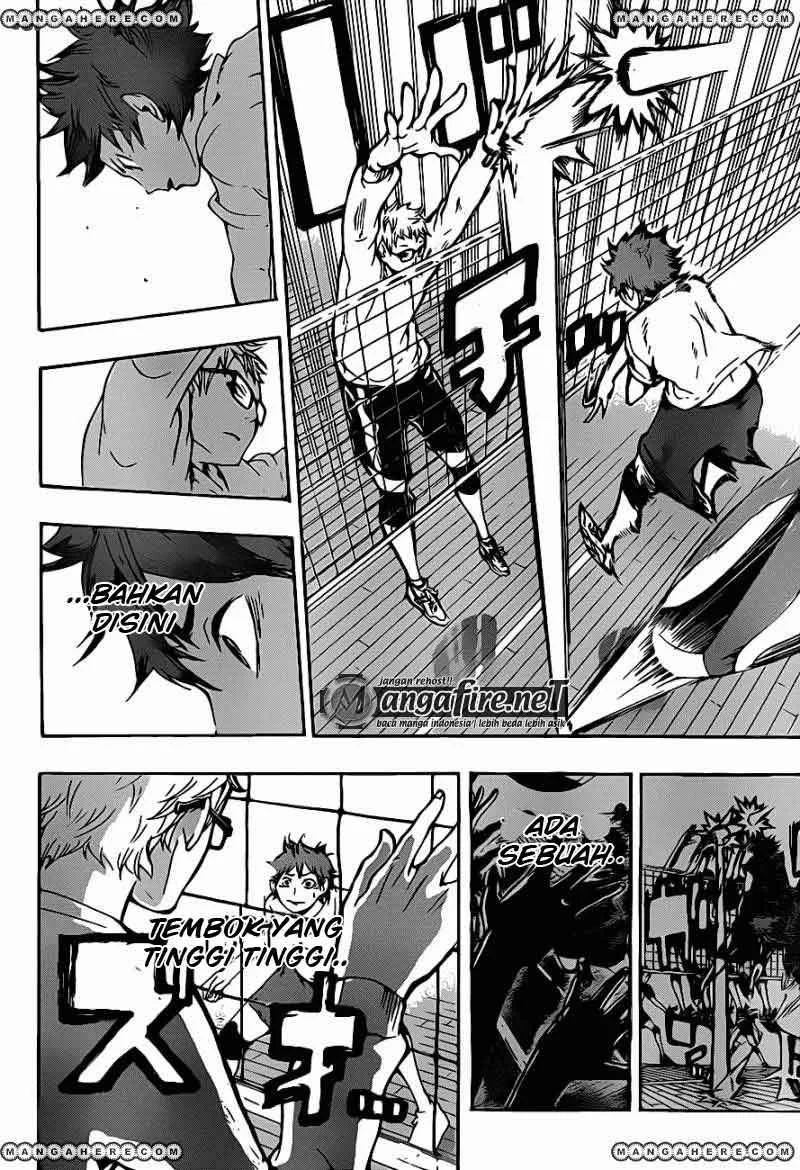 MANGAHERE.COM
MANGAHERE.COM
...BAHKAN
DISINI
jangan rehost!!
Mangafire.net
baca manga indonesia | lebih beda lebih asik
ADA
SEBUAH..
TEMBOK YANG
TINGGI TINGGI..
MANGAHERE.COM
MANGAHERE.COM